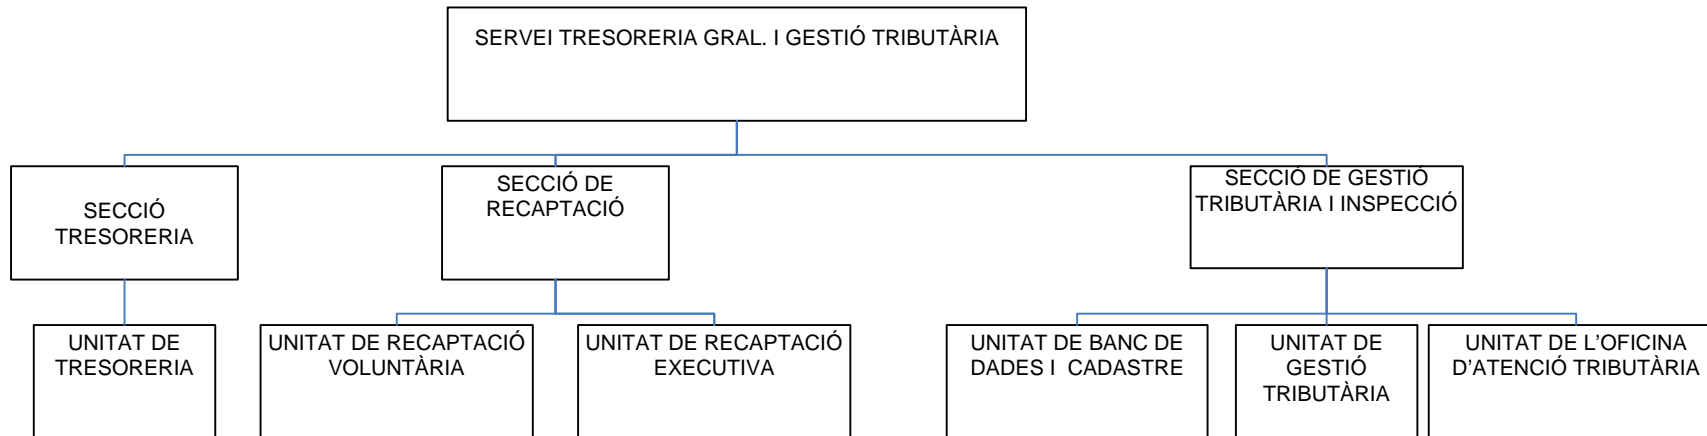 SERVEI TRESORERIA GRAL. I GESTIÓ TRIBUTÀRIA
SECCIÓ
TRESORERIA
SECCIÓ DE
RECAPTACIÓ
SECCIÓ DE GESTIÓ
TRIBUTÀRIA I INSPECCIÓ
UNITAT DE
TRESORERIA
UNITAT DE RECAPTACIÓ
VOLUNTÀRIA
UNITAT DE RECAPTACIÓ
EXECUTIVA
UNITAT DE BANC DE
DADES I  CADASTRE
UNITAT DE
GESTIÓ
TRIBUTÀRIA
UNITAT DE L’OFICINA
D’ATENCIÓ TRIBUTÀRIA